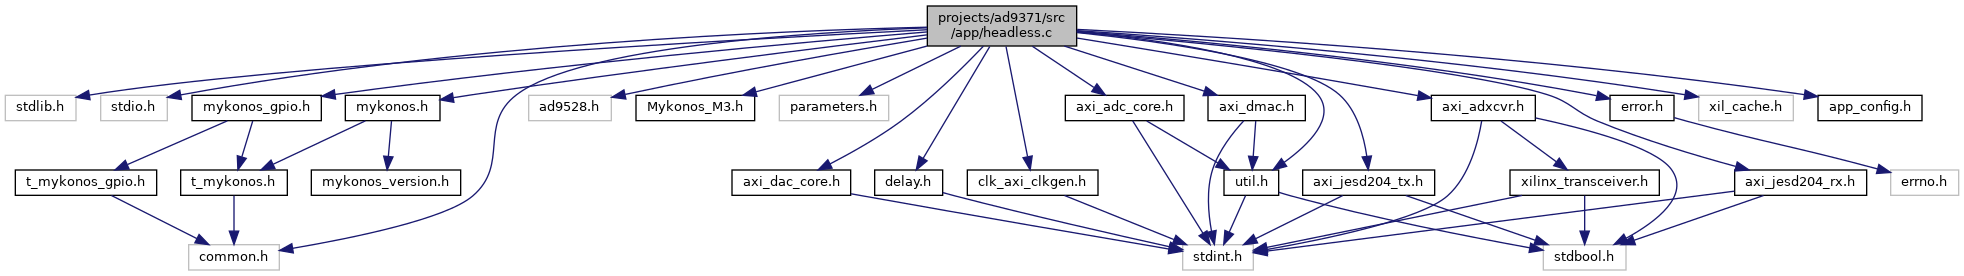 projects/ad9371/src
/app/headless.c
stdlib.h
stdio.h
mykonos_gpio.h
mykonos.h
ad9528.h
Mykonos_M3.h
parameters.h
axi_adc_core.h
axi_dmac.h
axi_adxcvr.h
error.h
xil_cache.h
app_config.h
t_mykonos_gpio.h
t_mykonos.h
mykonos_version.h
axi_dac_core.h
delay.h
clk_axi_clkgen.h
util.h
axi_jesd204_tx.h
xilinx_transceiver.h
axi_jesd204_rx.h
errno.h
common.h
stdint.h
stdbool.h